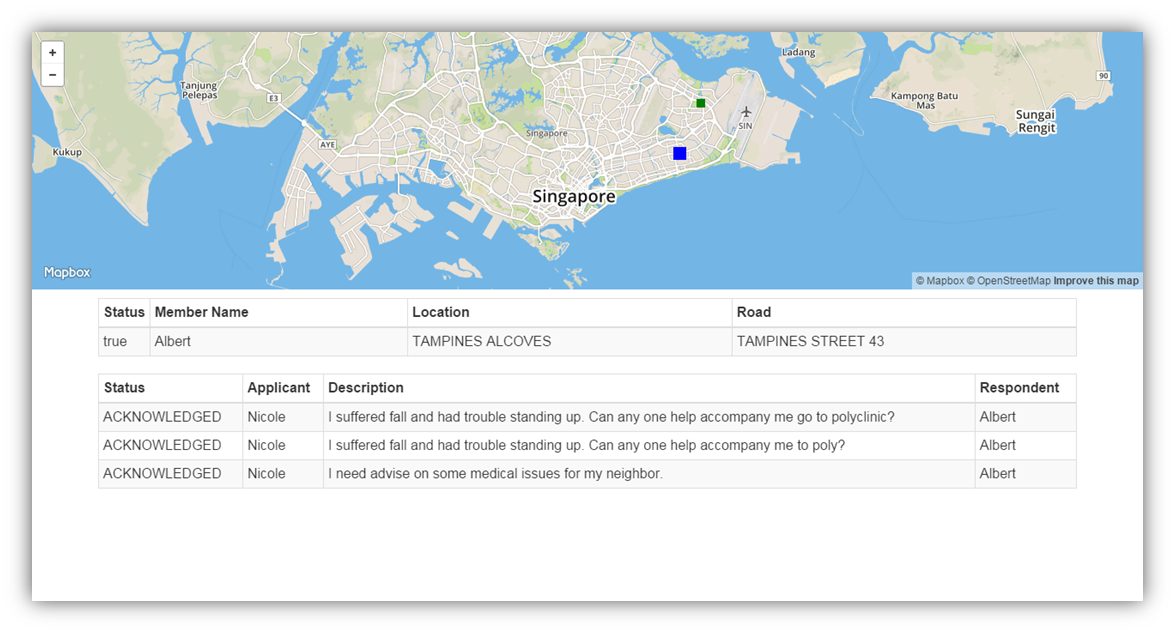 +
−
Ladang
Tanjung
Pelepas
E3
90
Kampong Batu
Mas
Sungai
Rengit
SIN
Singapore
AYE
Kukup
Singapore
Mapbox
© Mapbox © OpenStreetMap Improve this map
Status Member Name Location Road
true Albert TAMPINES ALCOVES TAMPINES STREET 43
Status Applicant Description Respondent
ACKNOWLEDGED Nicole I suffered fall and had trouble standing up. Can any one help accompany me go to polyclinic? Albert
ACKNOWLEDGED Nicole I suffered fall and had trouble standing up. Can any one help accompany me to poly? Albert
ACKNOWLEDGED Nicole I need advise on some medical issues for my neighbor. Albert